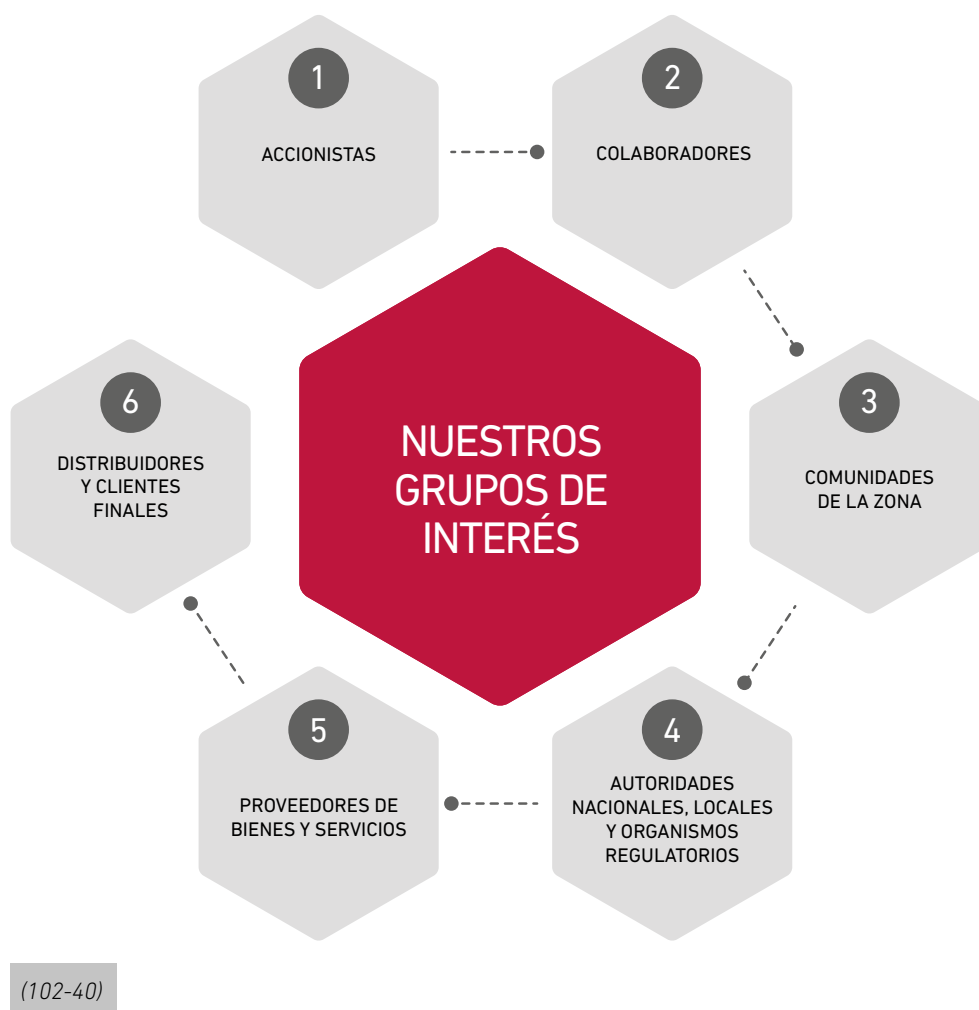 1
ACCIONISTAS
2
COLABORADORES
3
COMUNIDADES
DE LA ZONA
4
AUTORIDADES
NACIONALES, LOCALES
Y ORGANISMOS
REGULATORIOS
5
PROVEEDORES DE
BIENES Y SERVICIOS
6
DISTRIBUIDORES
Y CLIENTES
FINALES
NUESTROS
GRUPOS DE
INTERÉS
(102-40)